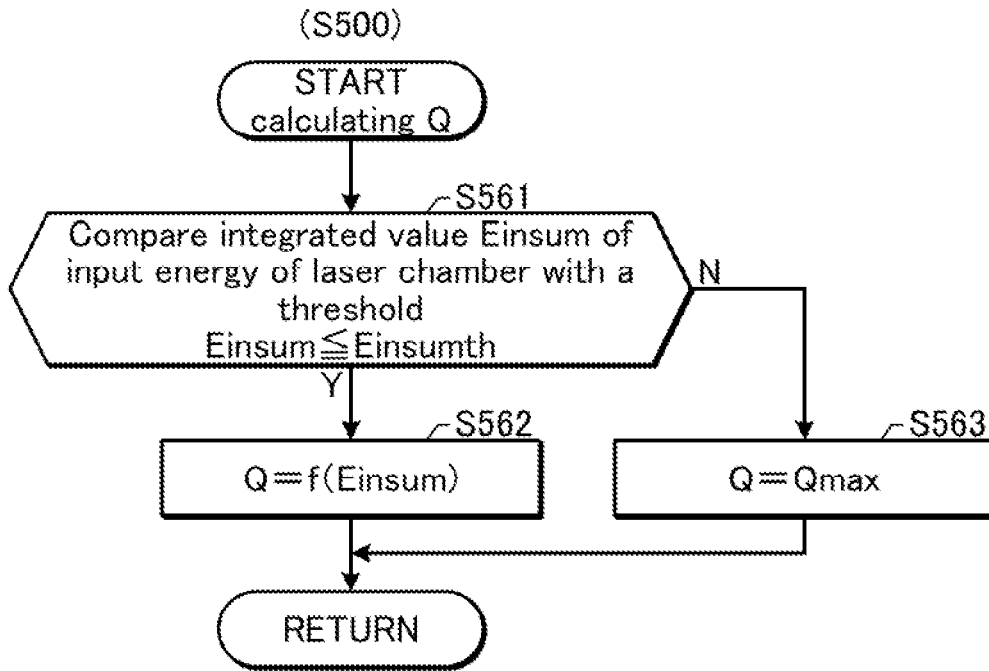 (S500)
START
calculating Q
S561
Compare integrated value Einsum of
input energy of laser chamber with a
threshold
Einsum≦Einsumth
N
Y
S562
Q=f(Einsum)
S563
Q=Qmax
RETURN